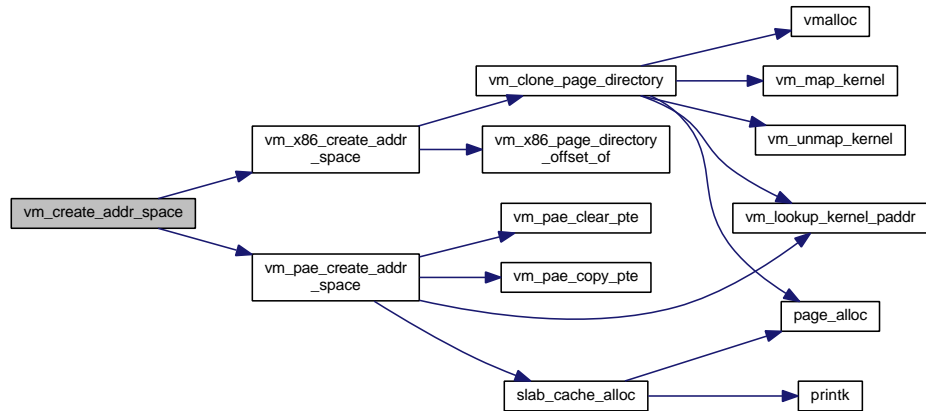 vmalloc
vm_clone_page_directory
vm_map_kernel
vm_x86_create_addr
_space
vm_x86_page_directory
_offset_of
vm_unmap_kernel
vm_create_addr_space
vm_pae_clear_pte
vm_lookup_kernel_paddr
vm_pae_create_addr
_space
vm_pae_copy_pte
page_alloc
slab_cache_alloc
printk